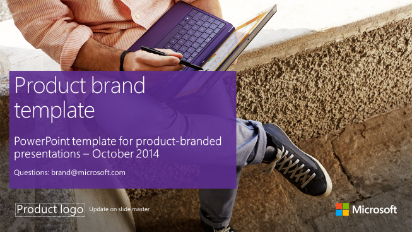 Product brand
template
PowerPoint template for product-branded
presentations – October 2014
Questions: brand@microsoft.com
Product logo Update on slide master
Microsoft